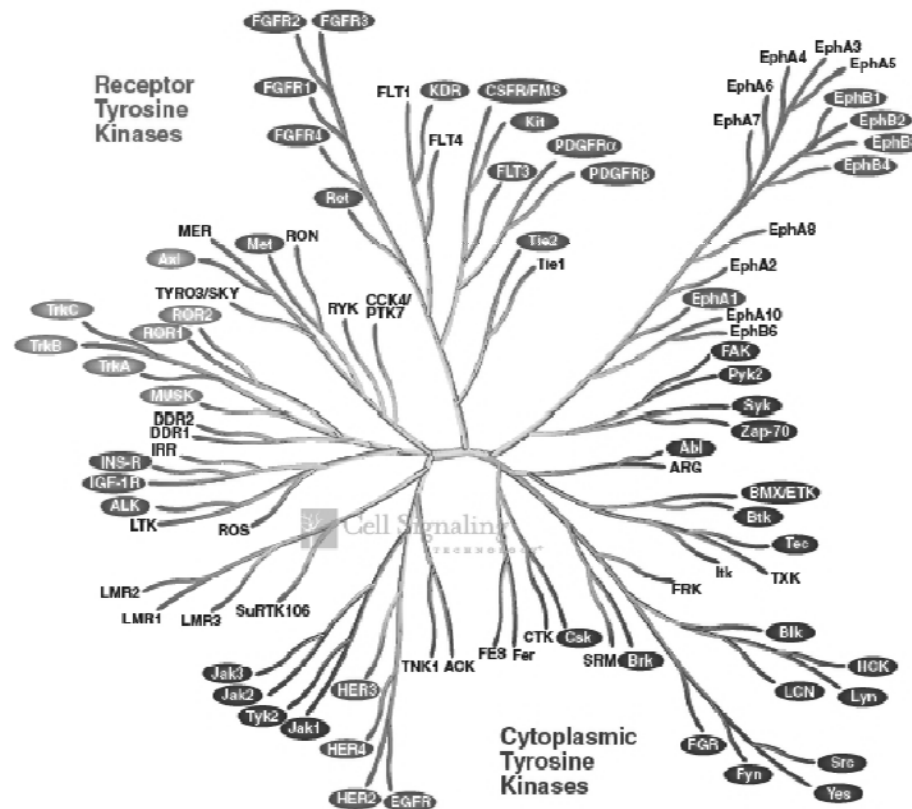 FGFR2
FGFR3
Receptor
Tyrosine
Kinases
FGFR1
FGFR4
Ret
FLT1
KDR
CSFR/FMS
Kit
FLT4
FLT3
PDGFRα
PDGFRβ
Tie2
Tie1
EphA3
EphA4
EphA5
EphA6
EphA7
EphB1
EphB2
EphB4
EphA8
EphA2
EphA1
EphA10
EphB6
MER
Met
RON
Axl
TYRO3/SKY
RYK
CCK4/
PTK7
TrkC
ROR2
ROR1
TrkB
TrkA
MUSK
DDR2
DDR1
IRR
INS-R
IGF-1R
ALK
LTK
ROS
FAK
Pyk2
Syk
Zap-70
Abl
ARG
BMX/ETK
Btk
Tec
TXK
Itk
FRK
Cell Signaling
TECHNOLOGY®
LMR2
LMR1
LMR3
SuRTK106
Jak3
Jak2
Tyk2
Jak1
HER3
HER4
HER2
EGFR
TNK1
ACK
FES
Fer
CTK
Csk
SRM
Brk
Blk
HCK
LCN
Lyn
FGR
Fyn
Src
Yes
Cytoplasmic
Tyrosine
Kinases